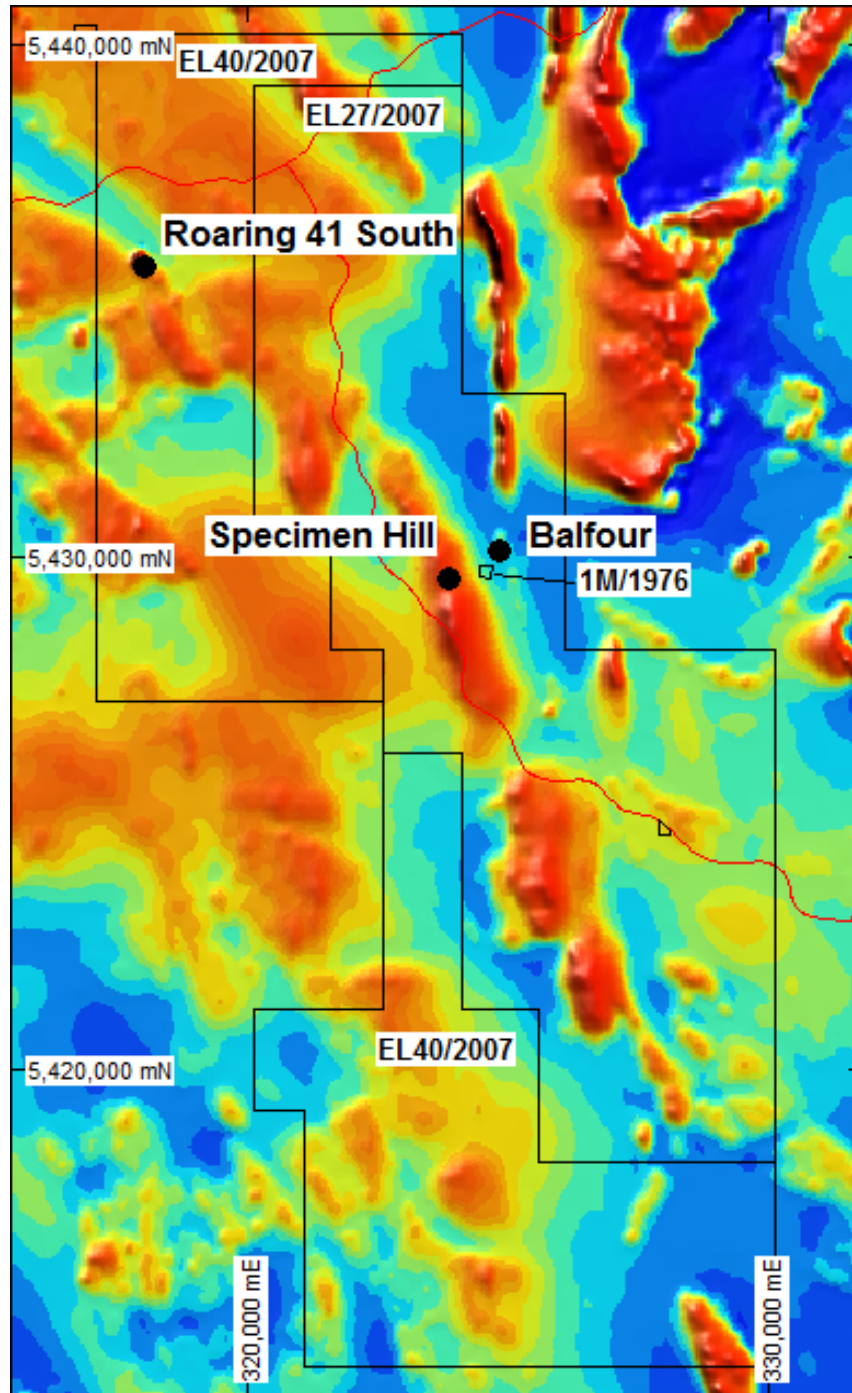 5,440,000 mN
EL40/2007
EL27/2007
Roaring 41 South
Specimen Hill
Balfour
5,430,000 mN
1M/1976
EL40/2007
5,420,000 mN
320,000 mE
330,000 mE